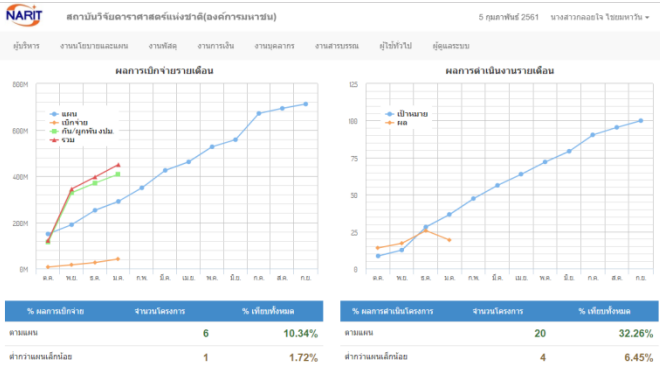 NARIT สถาบันวิจัยดาราศาสตร์แห่งชาติ(องค์การมหาชน) 5 กุมภาพันธ์ 2561 นางสาวกลอยใจ ไชยมหาวัน
ผู้บริหาร งานนโยบายและแผน งานพัสดุ งานการเงิน งานบุคลากร งานสารบรรณ ผู้ใช้ทั่วไป ผู้ดูแลระบบ
ผลการเบิกจ่ายรายเดือน
800M
600M
400M
200M
0M
แผน
เบิกจ่าย
กัน/ผูกพัน งปม.
รวม
ต.ค. พ.ย. ธ.ค. ม.ค. ก.พ. มี.ค. เม.ย. พ.ค. มิ.ย. ก.ค. ส.ค. ก.ย.
ผลการดำเนินงานรายเดือน
125
100
75
50
25
0
เป้าหมาย
ผล
ต.ค. พ.ย. ธ.ค. ม.ค. ก.พ. มี.ค. เม.ย. พ.ค. มิ.ย. ก.ค. ส.ค. ก.ย.
% ผลการเบิกจ่าย จำนวนโครงการ % เทียบทั้งหมด
ตามแผน 6 10.34%
ต่ำกว่าแผนเล็กน้อย 1 1.72%
% ผลการดำเนินโครงการ จำนวนโครงการ % เทียบทั้งหมด
ตามแผน 20 32.26%
ต่ำกว่าแผนเล็กน้อย 4 6.45%